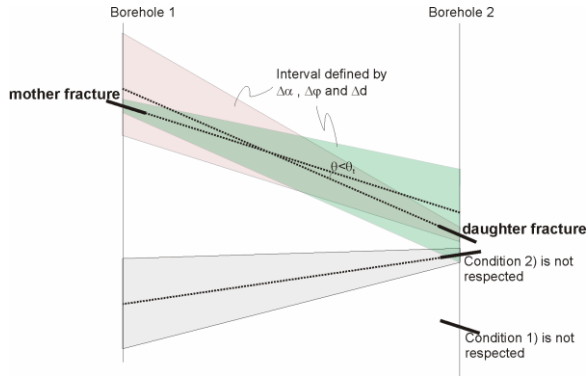 Borehole 1
Borehole 2
Interval defined by
Δα , Δφ and Δd
mother fracture
θ<θt
daughter fracture
Condition 2) is not
respected
Condition 1) is not
respected